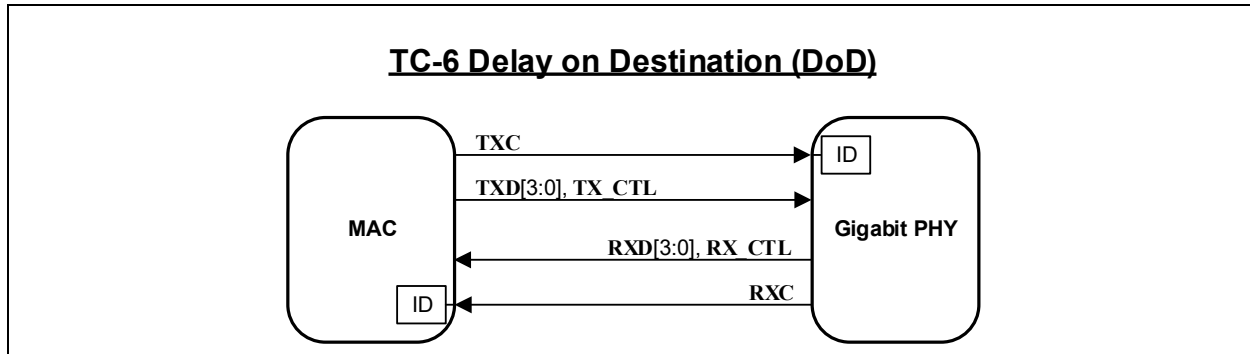 TC-6 Delay on Destination (DoD)
TXC
ID
TXD[3:0], TX_CTL
MAC
Gigabit PHY
RXD[3:0], RX_CTL
RXC
ID